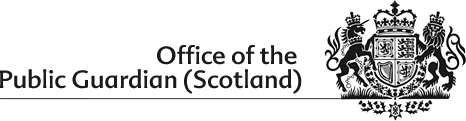 Office of the
Public Guardian (Scotland)